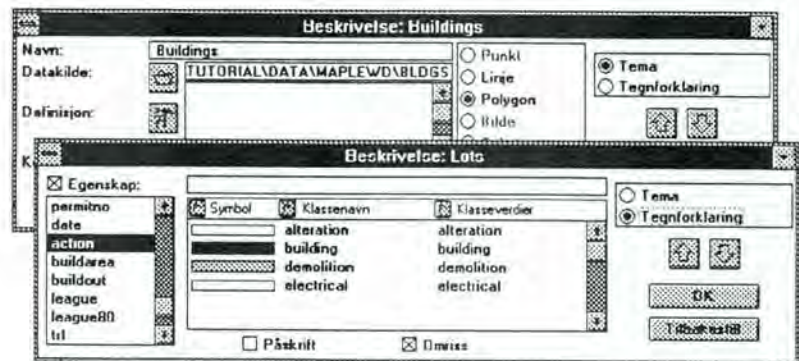 Beskrivelse: Buildings
Navn: Buildings
Datakilde: TUTORIAL\DATA\MAPLEWD\BLDGS
Definisjon:
Punkt
Linje
Polygon
Bilde
Tema
Tegnforklaring
K
Beskrivelse: Lots
Egenskap:
permitno
date
action
buildarea
buildout
league
league80
Symbol Klassenavn Klasseverdier
alteration alteration
building building
demolition demolition
electrical electrical
Påskrift Omriss
Tema
Tegnforklaring
OK
Tilbakestill